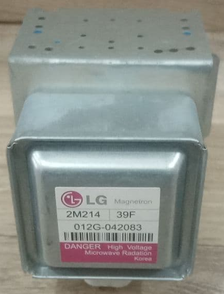 LG Magnetron
2M214 39F
012G-042083
DANGER High Voltage
Microwave Radiation
Korea